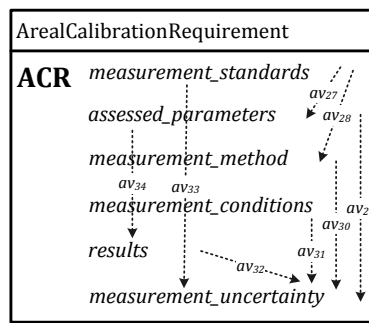 ArealCalibrationRequirement
ACR measurement_standards
av27
assessed_parameters
av28
measurement_method
av34 av33 av2
measurement_conditions av30
results av31
av32
measurement_uncertainty